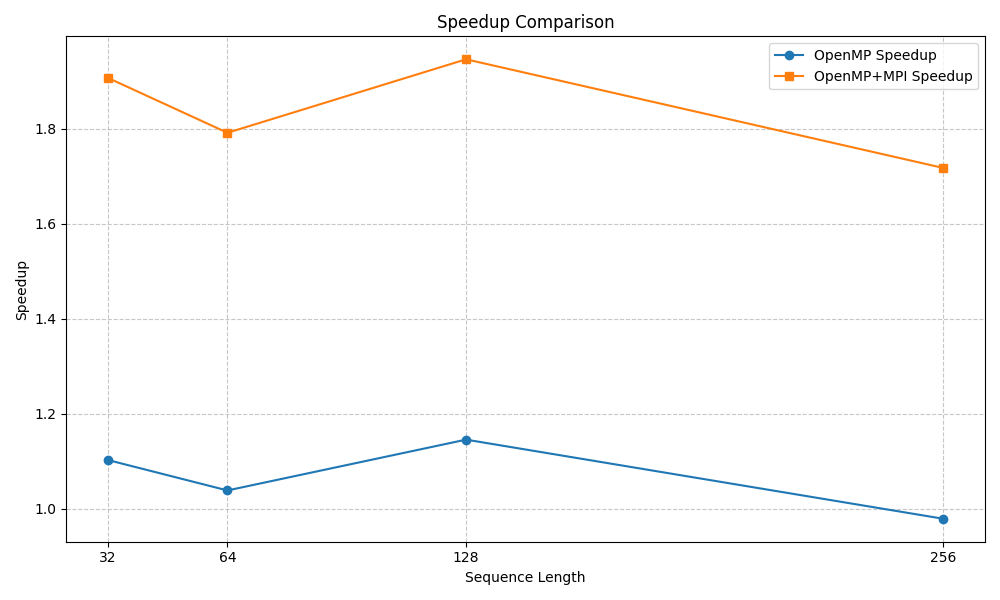 Speedup Comparison
OpenMP Speedup
OpenMP+MPI Speedup
Speedup
1.8
1.6
1.4
1.2
1.0
32 64 128 256
Sequence Length